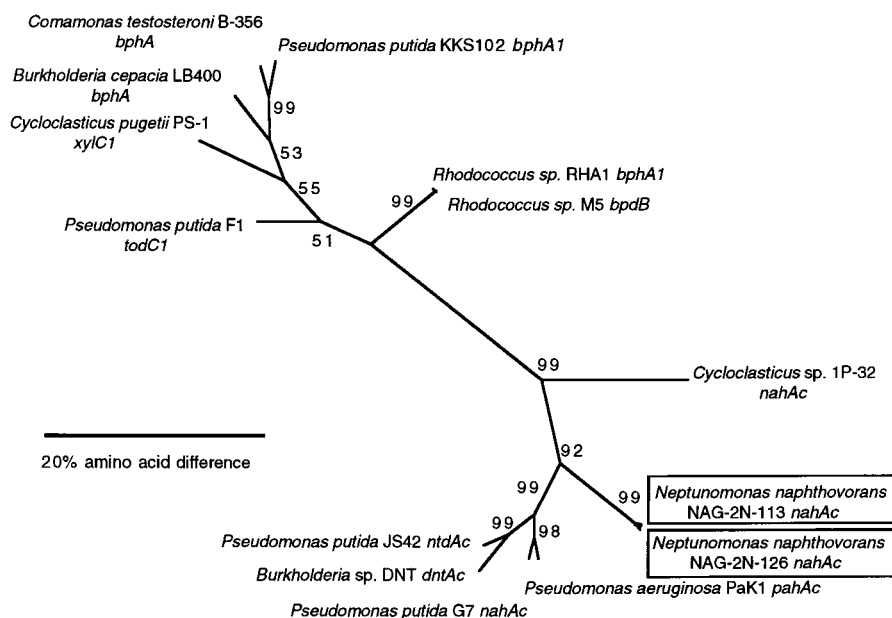 Comamonas testosteroni B-356
bphA
Pseudomonas putida KKS102 bphA1
Burkholderia cepacia LB400
bphA
99
Cycloclasticus pugetii PS-1
xylC1
53
55
Rhodococcus sp. RHA1 bphA1
99
Rhodococcus sp. M5 bpdB
Pseudomonas putida F1
todC1
51
99
Cycloclasticus sp. 1P-32
nahAc
20% amino acid difference
92
99
99
Neptunomonas naphthovorans
NAG-2N-113 nahAc
99
98
Pseudomonas putida JS42 ntdAc
Neptunomonas naphthovorans
NAG-2N-126 nahAc
Burkholderia sp. DNT dntAc
Pseudomonas aeruginosa PaK1 pahAc
Pseudomonas putida G7 nahAc